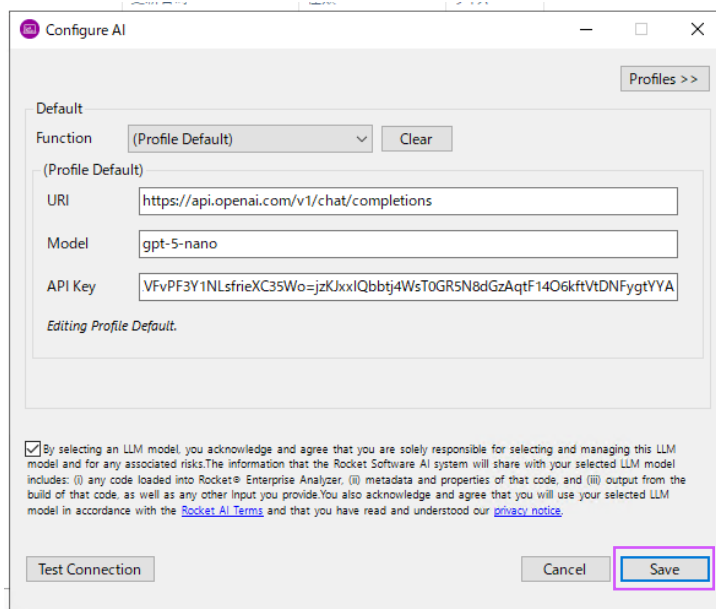 Configure AI
Profiles >>
Default
Function (Profile Default) Clear
(Profile Default)
URI https://api.openai.com/v1/chat/completions
Model gpt-5-nano
API Key .VFvPF3Y1NLsfrieXC35Wo=jzKJxxIQbbtj4WsT0GR5N8dGzAqtF14O6kftVtDNFygtYYA
Editing Profile Default.
By selecting an LLM model, you acknowledge and agree that you are solely responsible for selecting and managing this LLM
model and for any associated risks.The information that the Rocket Software AI system will share with your selected LLM model
includes: (i) any code loaded into Rocket® Enterprise Analyzer, (ii) metadata and properties of that code, and (iii) output from the
build of that code, as well as any other Input you provide.You also acknowledge and agree that you will use your selected LLM
model in accordance with the Rocket AI Terms and that you have read and understood our privacy notice.
Test Connection Cancel Save